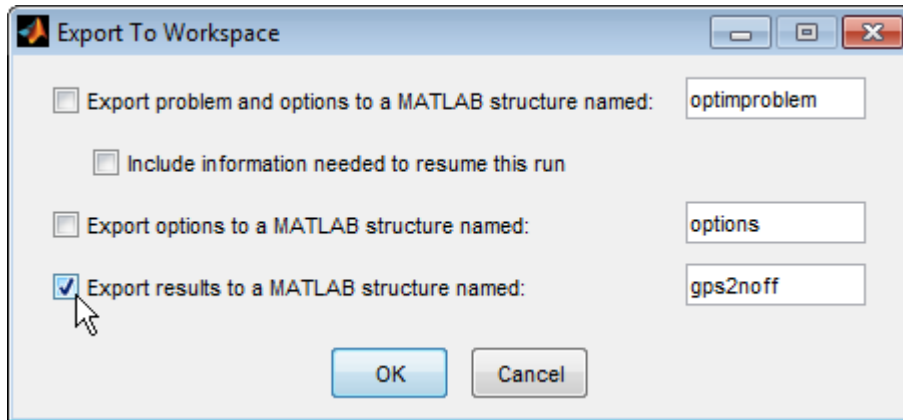 Export To Workspace
Export problem and options to a MATLAB structure named: optimproblem
Include information needed to resume this run
Export options to a MATLAB structure named: options
Export results to a MATLAB structure named: gps2noff
OK Cancel